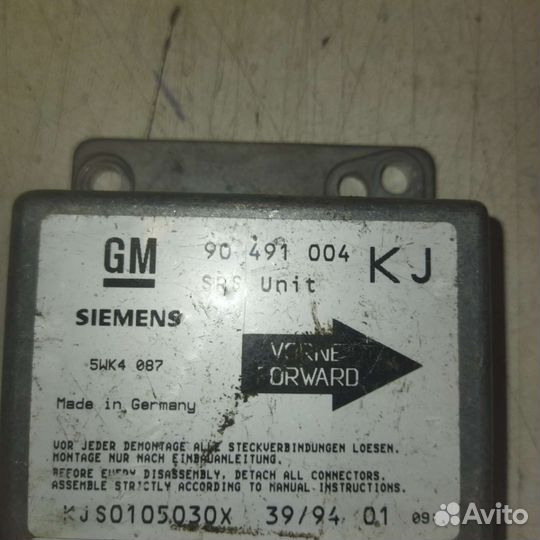 GM 90 491 004 KJ
SRS Unit
SIEMENS
VORNE
5WK4 087
FORWARD
Made in Germany
VOR JEDER DEMONTAGE ALLE STECKVERBINDUNGEN LOESEN.
MONTAGE NUR NACH EINBAUANLEITUNG.
BEFORE EVERY DISASSEMBLY, DETACH ALL CONNECTORS.
ASSEMBLE STRICTLY ACCORDING TO MANUAL INSTRUCTIONS.
KJS0105030X 39/94 01 09
Avito